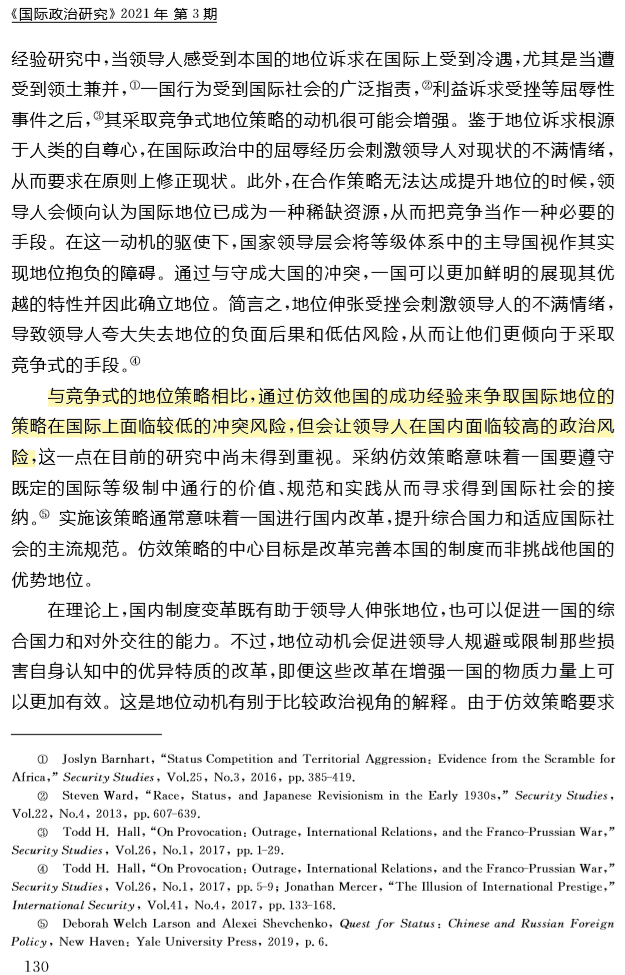 《国际政治研究》2021 年 第 3 期
经验研究中,当领导人感受到本国的地位诉求在国际上受到冷遇,尤其是当遭
受到领土兼并,①一国行为受到国际社会的广泛指责,②利益诉求受挫等屈辱性
事件之后,③其采取竞争式地位策略的动机很可能会增强。鉴于地位诉求根源
于人类的自尊心,在国际政治中的屈辱经历会刺激领导人对现状的不满情绪,
从而要求在原则上修正现状。此外,在合作策略无法达成提升地位的时候,领
导人会倾向认为国际地位已成为一种稀缺资源,从而把竞争当作一种必要的
手段。在这一动机的驱使下,国家领导层会将等级体系中的主导国视作其实
现地位抱负的障碍。通过与守成大国的冲突,一国可以更加鲜明的展现其优
越的特性并因此确立地位。简言之,地位伸张受挫会刺激领导人的不满情绪,
导致领导人夸大失去地位的负面后果和低估风险,从而让他们更倾向于采取
竞争式的手段。④
与竞争式的地位策略相比,通过仿效他国的成功经验来争取国际地位的
策略在国际上面临较低的冲突风险,但会让领导人在国内面临较高的政治风
险,这一点在目前的研究中尚未得到重视。采纳仿效策略意味着一国要遵守
既定的国际等级制中通行的价值、规范和实践从而寻求得到国际社会的接
纳。⑤ 实施该策略通常意味着一国进行国内改革,提升综合国力和适应国际社
会的主流规范。仿效策略的中心目标是改革完善本国的制度而非挑战他国的
优势地位。
在理论上,国内制度变革既有助于领导人伸张地位,也可以促进一国的综
合国力和对外交往的能力。不过,地位动机会促进领导人规避或限制那些损
害自身认知中的优异特质的改革,即便这些改革在增强一国的物质力量上可
以更加有效。这是地位动机有别于比较政治视角的解释。由于仿效策略要求
① Joslyn Barnhart, “Status Competition and Territorial Aggression: Evidence from the Scramble for
Africa,” Security Studies, Vol.25, No.3, 2016, pp. 385-419.
② Steven Ward, “Race, Status, and Japanese Revisionism in the Early 1930s,” Security Studies,
Vol.22, No.4, 2013, pp. 607-639.
③ Todd H. Hall, “On Provocation: Outrage, International Relations, and the Franco-Prussian War,”
Security Studies, Vol.26, No.1, 2017, pp. 1-29.
④ Todd H. Hall, “On Provocation: Outrage, International Relations, and the Franco-Prussian War,”
Security Studies, Vol.26, No.1, 2017, pp. 5-9; Jonathan Mercer, “The Illusion of International Prestige,”
International Security, Vol.41, No.4, 2017, pp. 133-168.
⑤ Deborah Welch Larson and Alexei Shevchenko, Quest for Status: Chinese and Russian Foreign
Policy, New Haven: Yale University Press, 2019, p. 6.
130